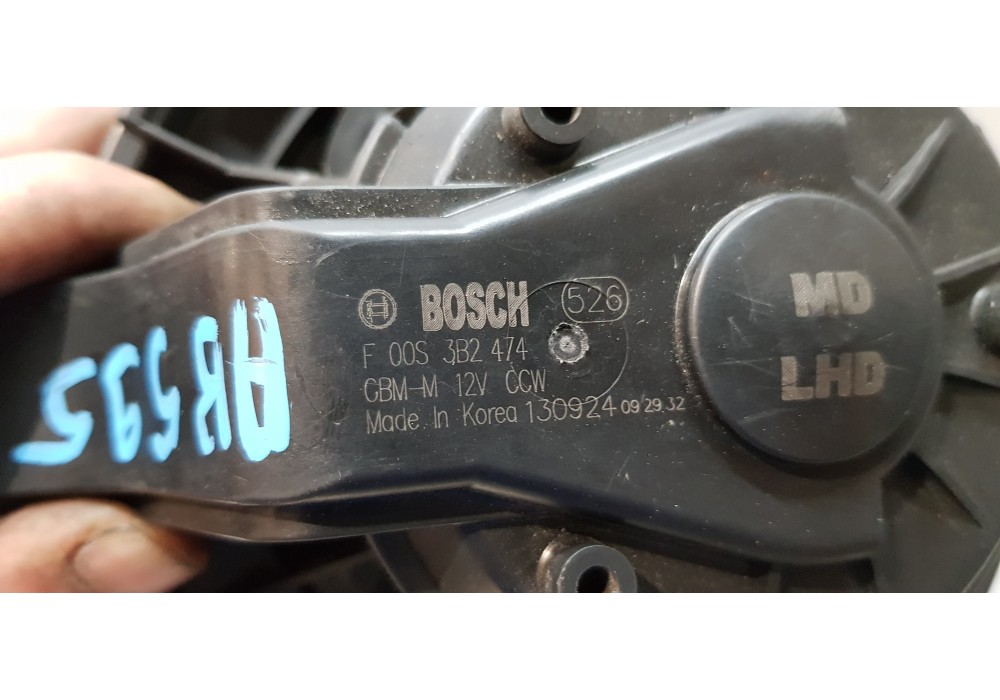 BOSCH 526
F 00S 3B2 474
CBM-M 12V CCW
Made In Korea 130924 09 29 32
MD
LHD
AB595